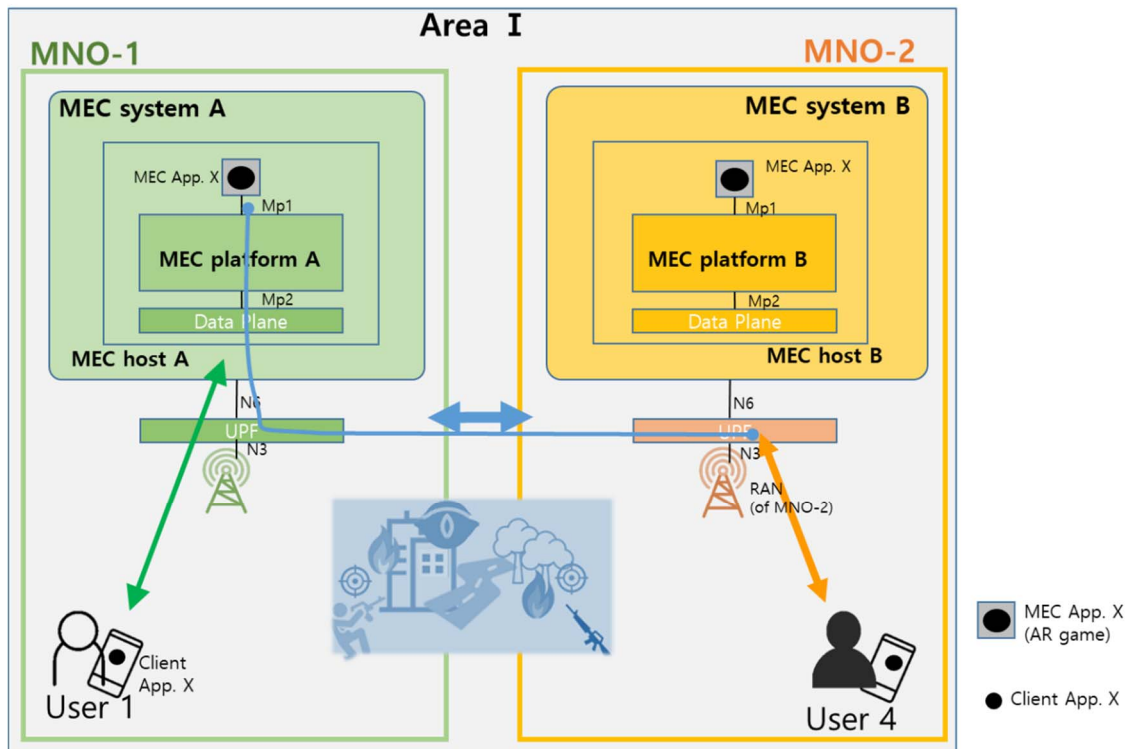 Area I
MNO-1
MNO-2
MEC system A
MEC App. X
Mp1
MEC platform A
Mp2
Data Plane
MEC host A
N6
UPF
N3
MEC system B
MEC App. X
Mp1
MEC platform B
Mp2
Data Plane
MEC host B
N6
UPF
N3
RAN
(of MNO-2)
Client
App. X
User 1
User 4
MEC App. X
(AR game)
Client App. X